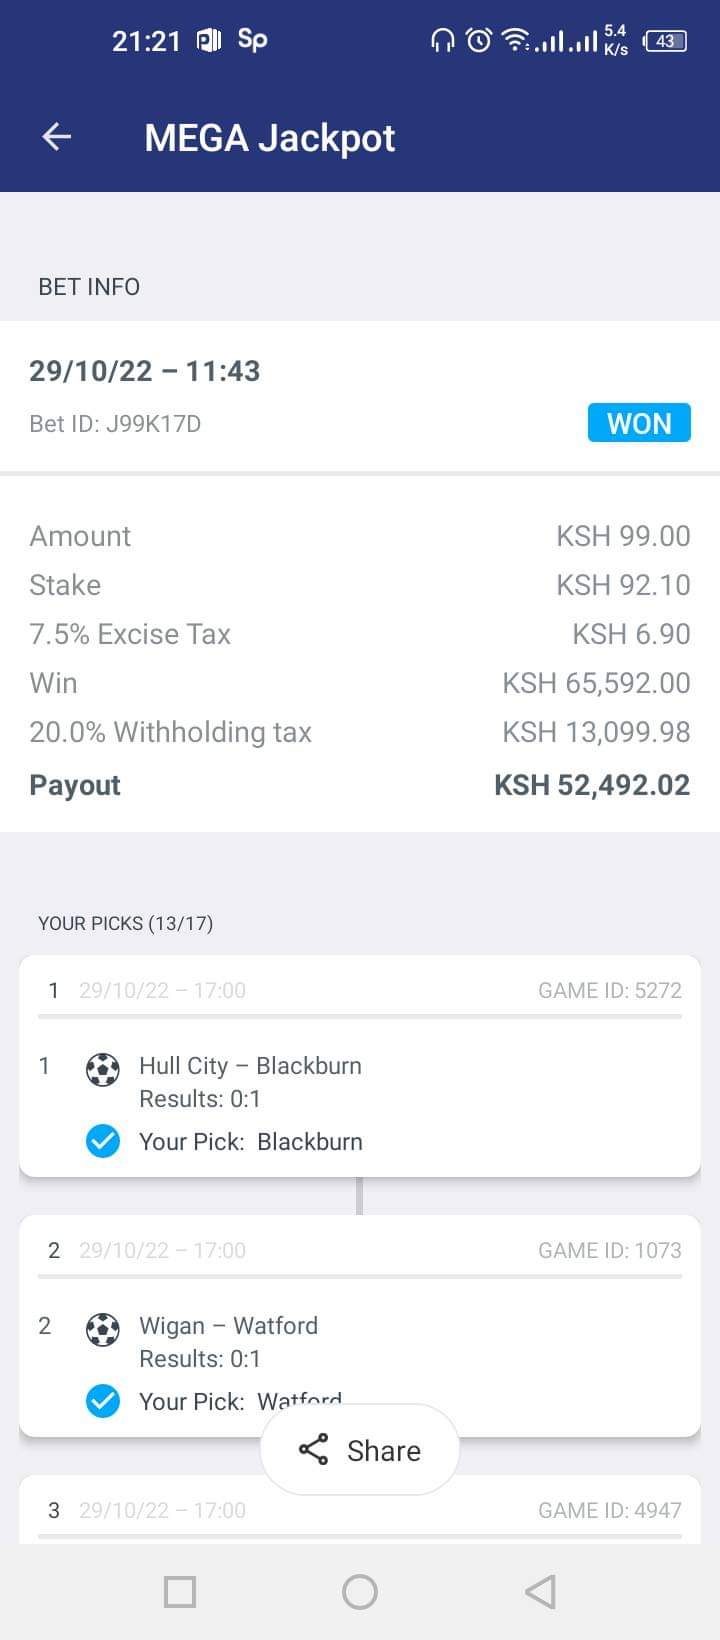 21:21 Sp 5.4 K/s 43
MEGA Jackpot
BET INFO
29/10/22 – 11:43
Bet ID: J99K17D WON
Amount KSH 99.00
Stake KSH 92.10
7.5% Excise Tax KSH 6.90
Win KSH 65,592.00
20.0% Withholding tax KSH 13,099.98
Payout KSH 52,492.02
YOUR PICKS (13/17)
1 29/10/22 – 17:00 GAME ID: 5272
1 Hull City – Blackburn
Results: 0:1
Your Pick: Blackburn
2 29/10/22 – 17:00 GAME ID: 1073
2 Wigan – Watford
Results: 0:1
Your Pick: Watford
Share
3 29/10/22 – 17:00 GAME ID: 4947